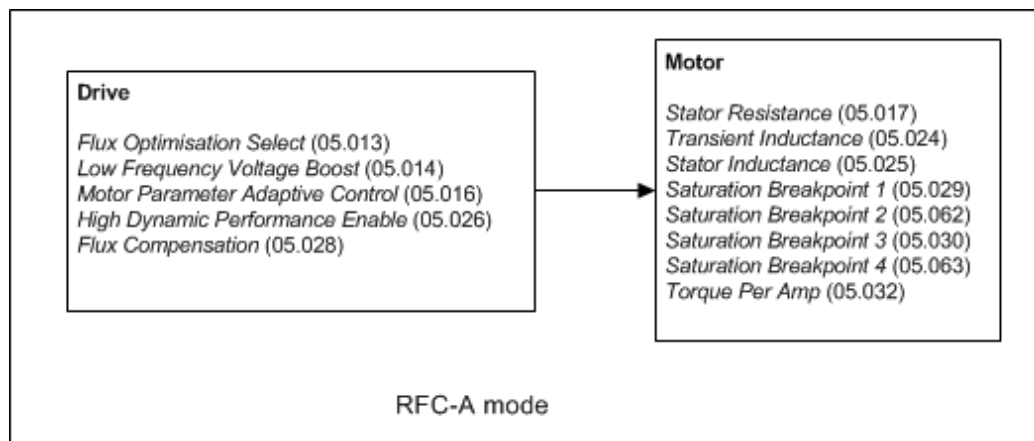 Drive
Flux Optimisation Select (05.013)
Low Frequency Voltage Boost (05.014)
Motor Parameter Adaptive Control (05.016)
High Dynamic Performance Enable (05.026)
Flux Compensation (05.028)
Motor
Stator Resistance (05.017)
Transient Inductance (05.024)
Stator Inductance (05.025)
Saturation Breakpoint 1 (05.029)
Saturation Breakpoint 2 (05.062)
Saturation Breakpoint 3 (05.030)
Saturation Breakpoint 4 (05.063)
Torque Per Amp (05.032)
RFC-A mode